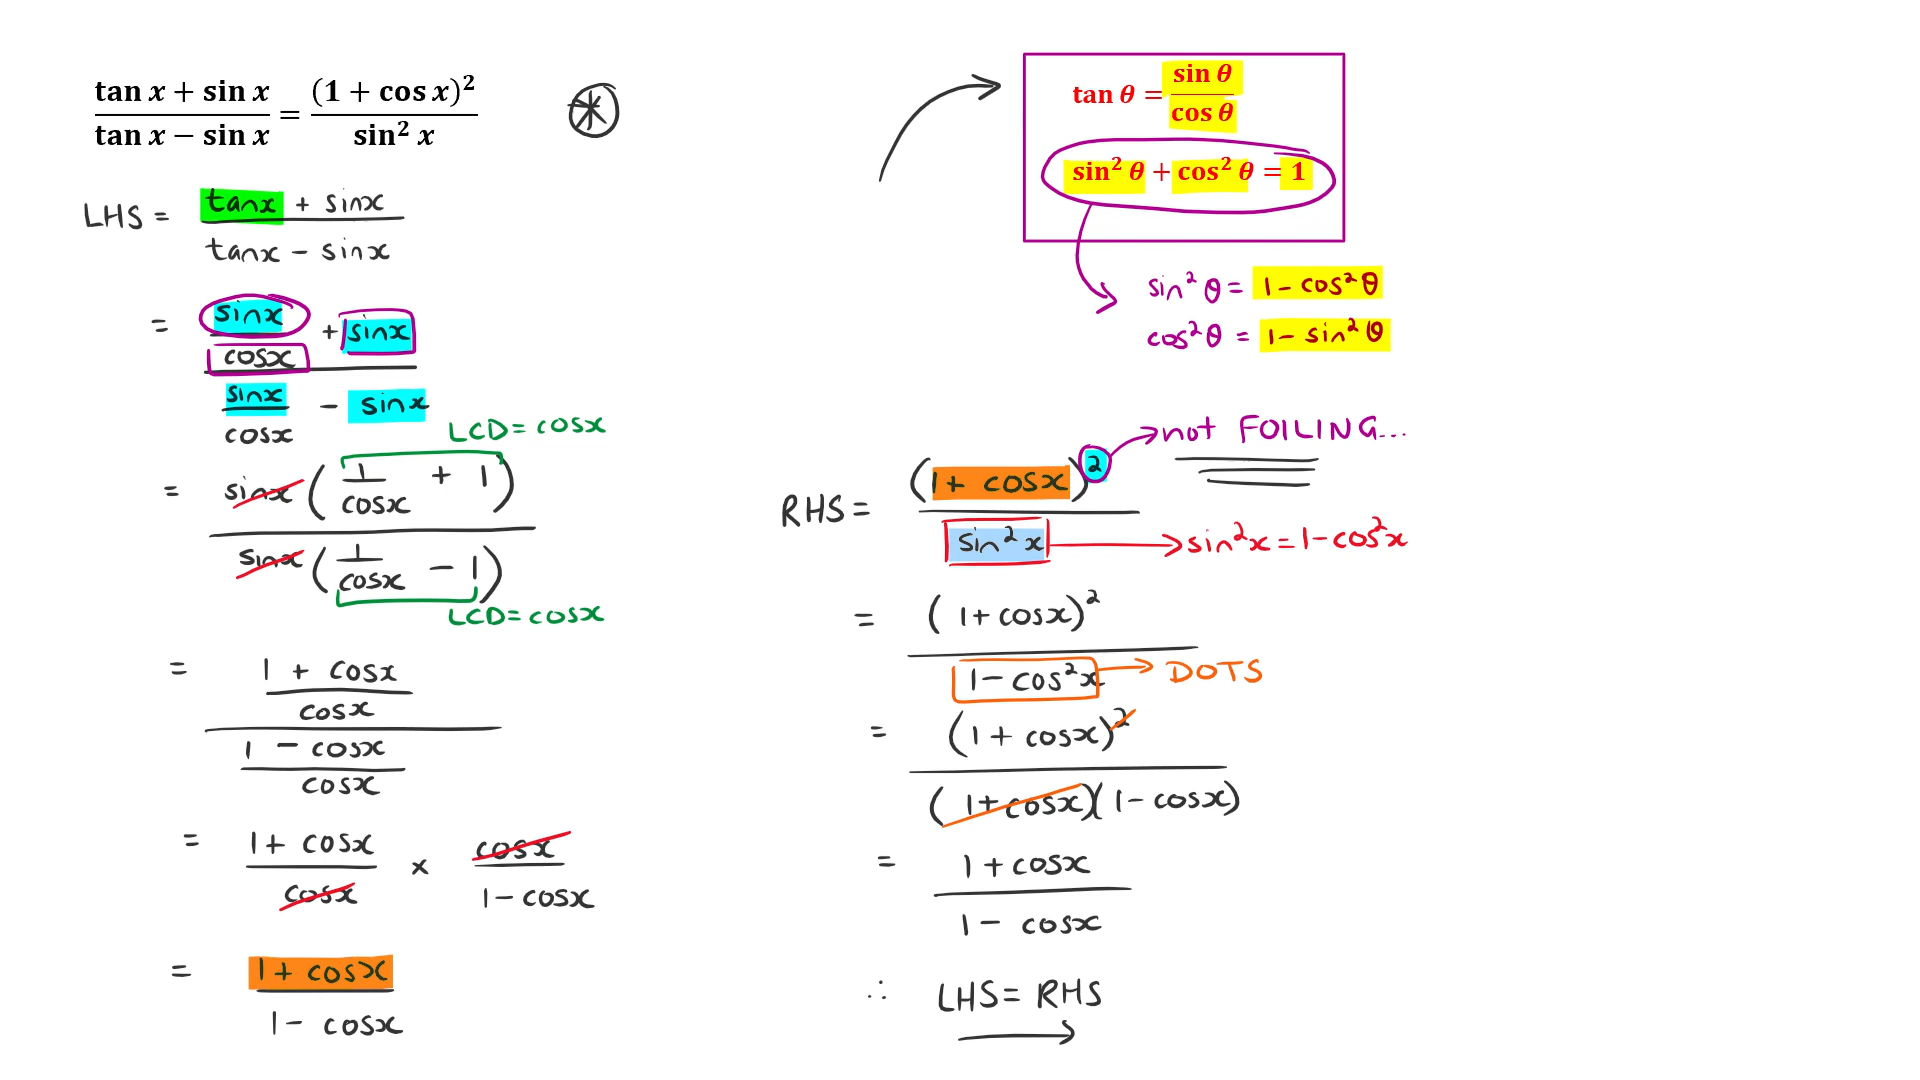 tan x + sin x / tan x − sin x = (1 + cos x)² / sin² x
LHS = tanx + sinx / tanx − sinx
= sinx/cosx + sinx / sinx/cosx − sinx
LCD = cosx
= sinx (1/cosx + 1) / sinx (1/cosx − 1)
LCD = cosx
= 1 + cosx/cosx / 1 − cosx/cosx
= 1 + cosx/cosx × cosx/1 − cosx
= 1 + cosx / 1 − cosx
tan θ = sin θ / cos θ
sin² θ + cos² θ = 1
sin² θ = 1 − cos² θ
cos² θ = 1 − sin² θ
not FOILING...
RHS = (1 + cosx)² / sin² x
sin²x = 1 − cos²x
= (1 + cosx)² / 1 − cos²x
DOTS
= (1 + cosx)² / (1 + cosx)(1 − cosx)
= 1 + cosx / 1 − cosx
∴ LHS = RHS